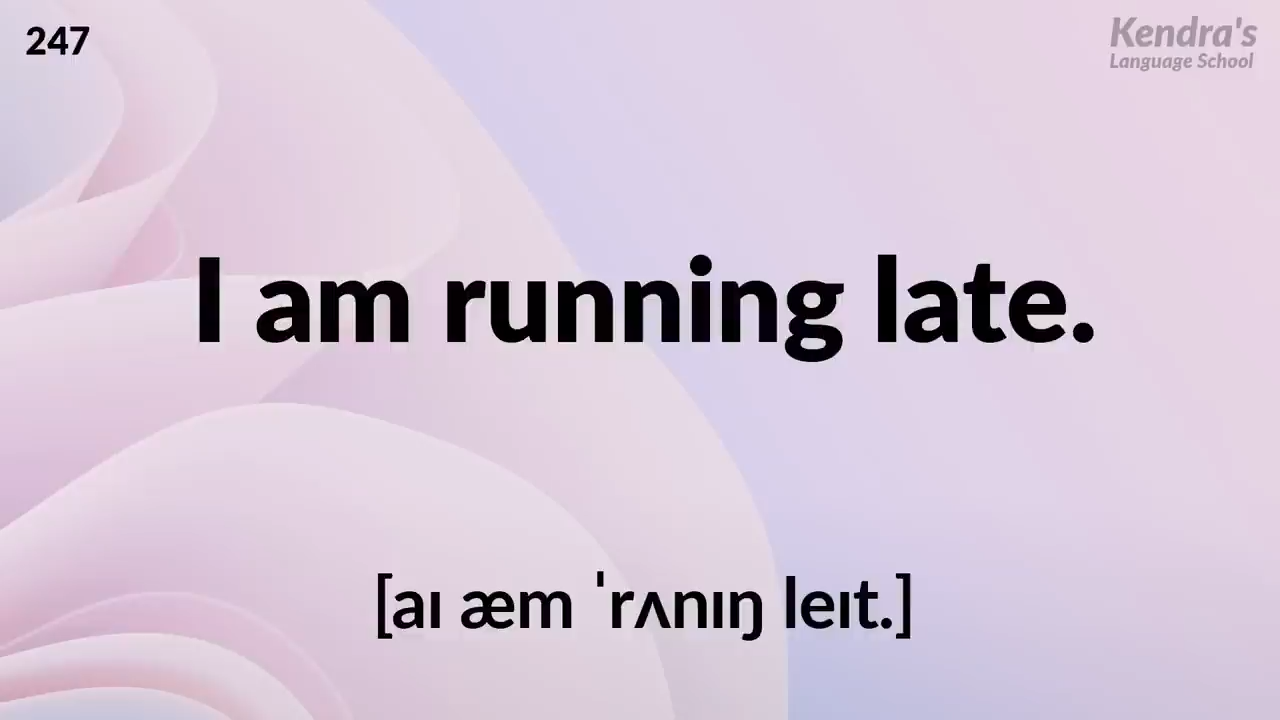 247
Kendra's
Language School
I am running late.
[aɪ æm ˈrʌnɪŋ leɪt.]